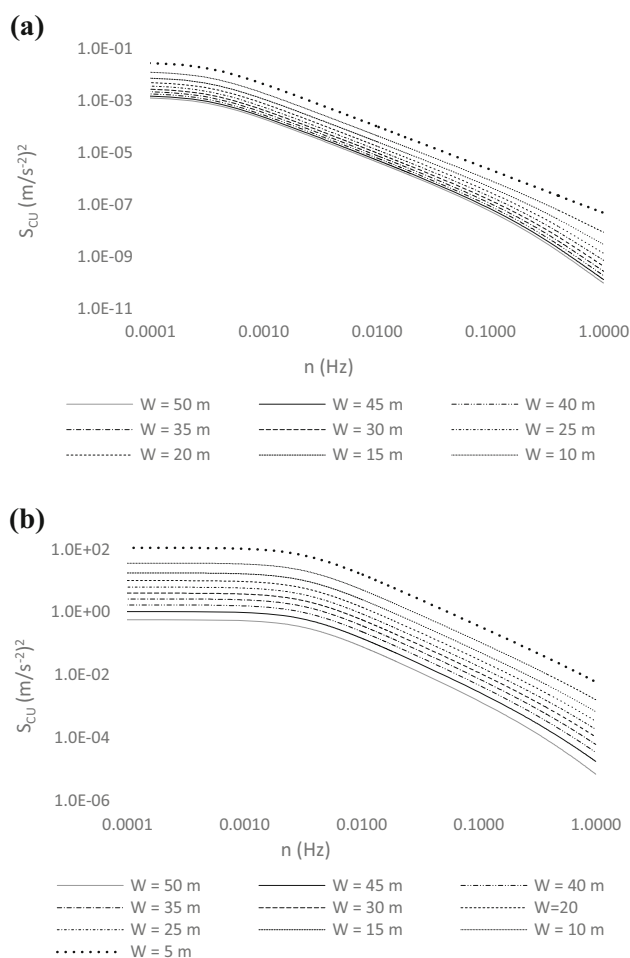 (a)
1.0E-01
1.0E-03
1.0E-05
1.0E-07
1.0E-09
1.0E-11
S_CU (m/s⁻²)²
0.0001 0.0010 0.0100 0.1000 1.0000
n (Hz)
W = 50 m W = 45 m W = 40 m
W = 35 m W = 30 m W = 25 m
W = 20 m W = 15 m W = 10 m
(b)
1.0E+02
1.0E+00
1.0E-02
1.0E-04
1.0E-06
S_CU (m/s⁻²)²
0.0001 0.0010 0.0100 0.1000 1.0000
n (Hz)
W = 50 m W = 45 m W = 40 m
W = 35 m W = 30 m W=20
W = 25 m W = 15 m W = 10 m
W = 5 m